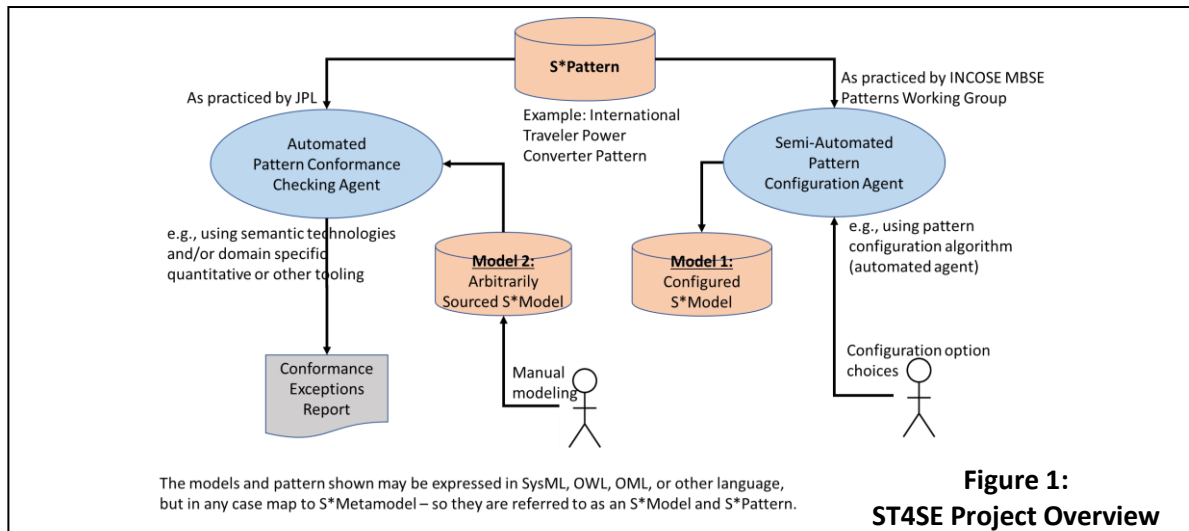 S*Pattern
As practiced by JPL
As practiced by INCOSE MBSE
Patterns Working Group
Example: International
Traveler Power
Converter Pattern
Automated
Pattern Conformance
Checking Agent
Semi-Automated
Pattern
Configuration Agent
e.g., using semantic technologies
and/or domain specific
quantitative or other tooling
e.g., using pattern
configuration algorithm
(automated agent)
Model 2:
Arbitrarily
Sourced S*Model
Model 1:
Configured
S*Model
Conformance
Exceptions
Report
Manual
modeling
Configuration option
choices
The models and pattern shown may be expressed in SysML, OWL, OML, or other language,
but in any case map to S*Metamodel – so they are referred to as an S*Model and S*Pattern.
Figure 1:
ST4SE Project Overview